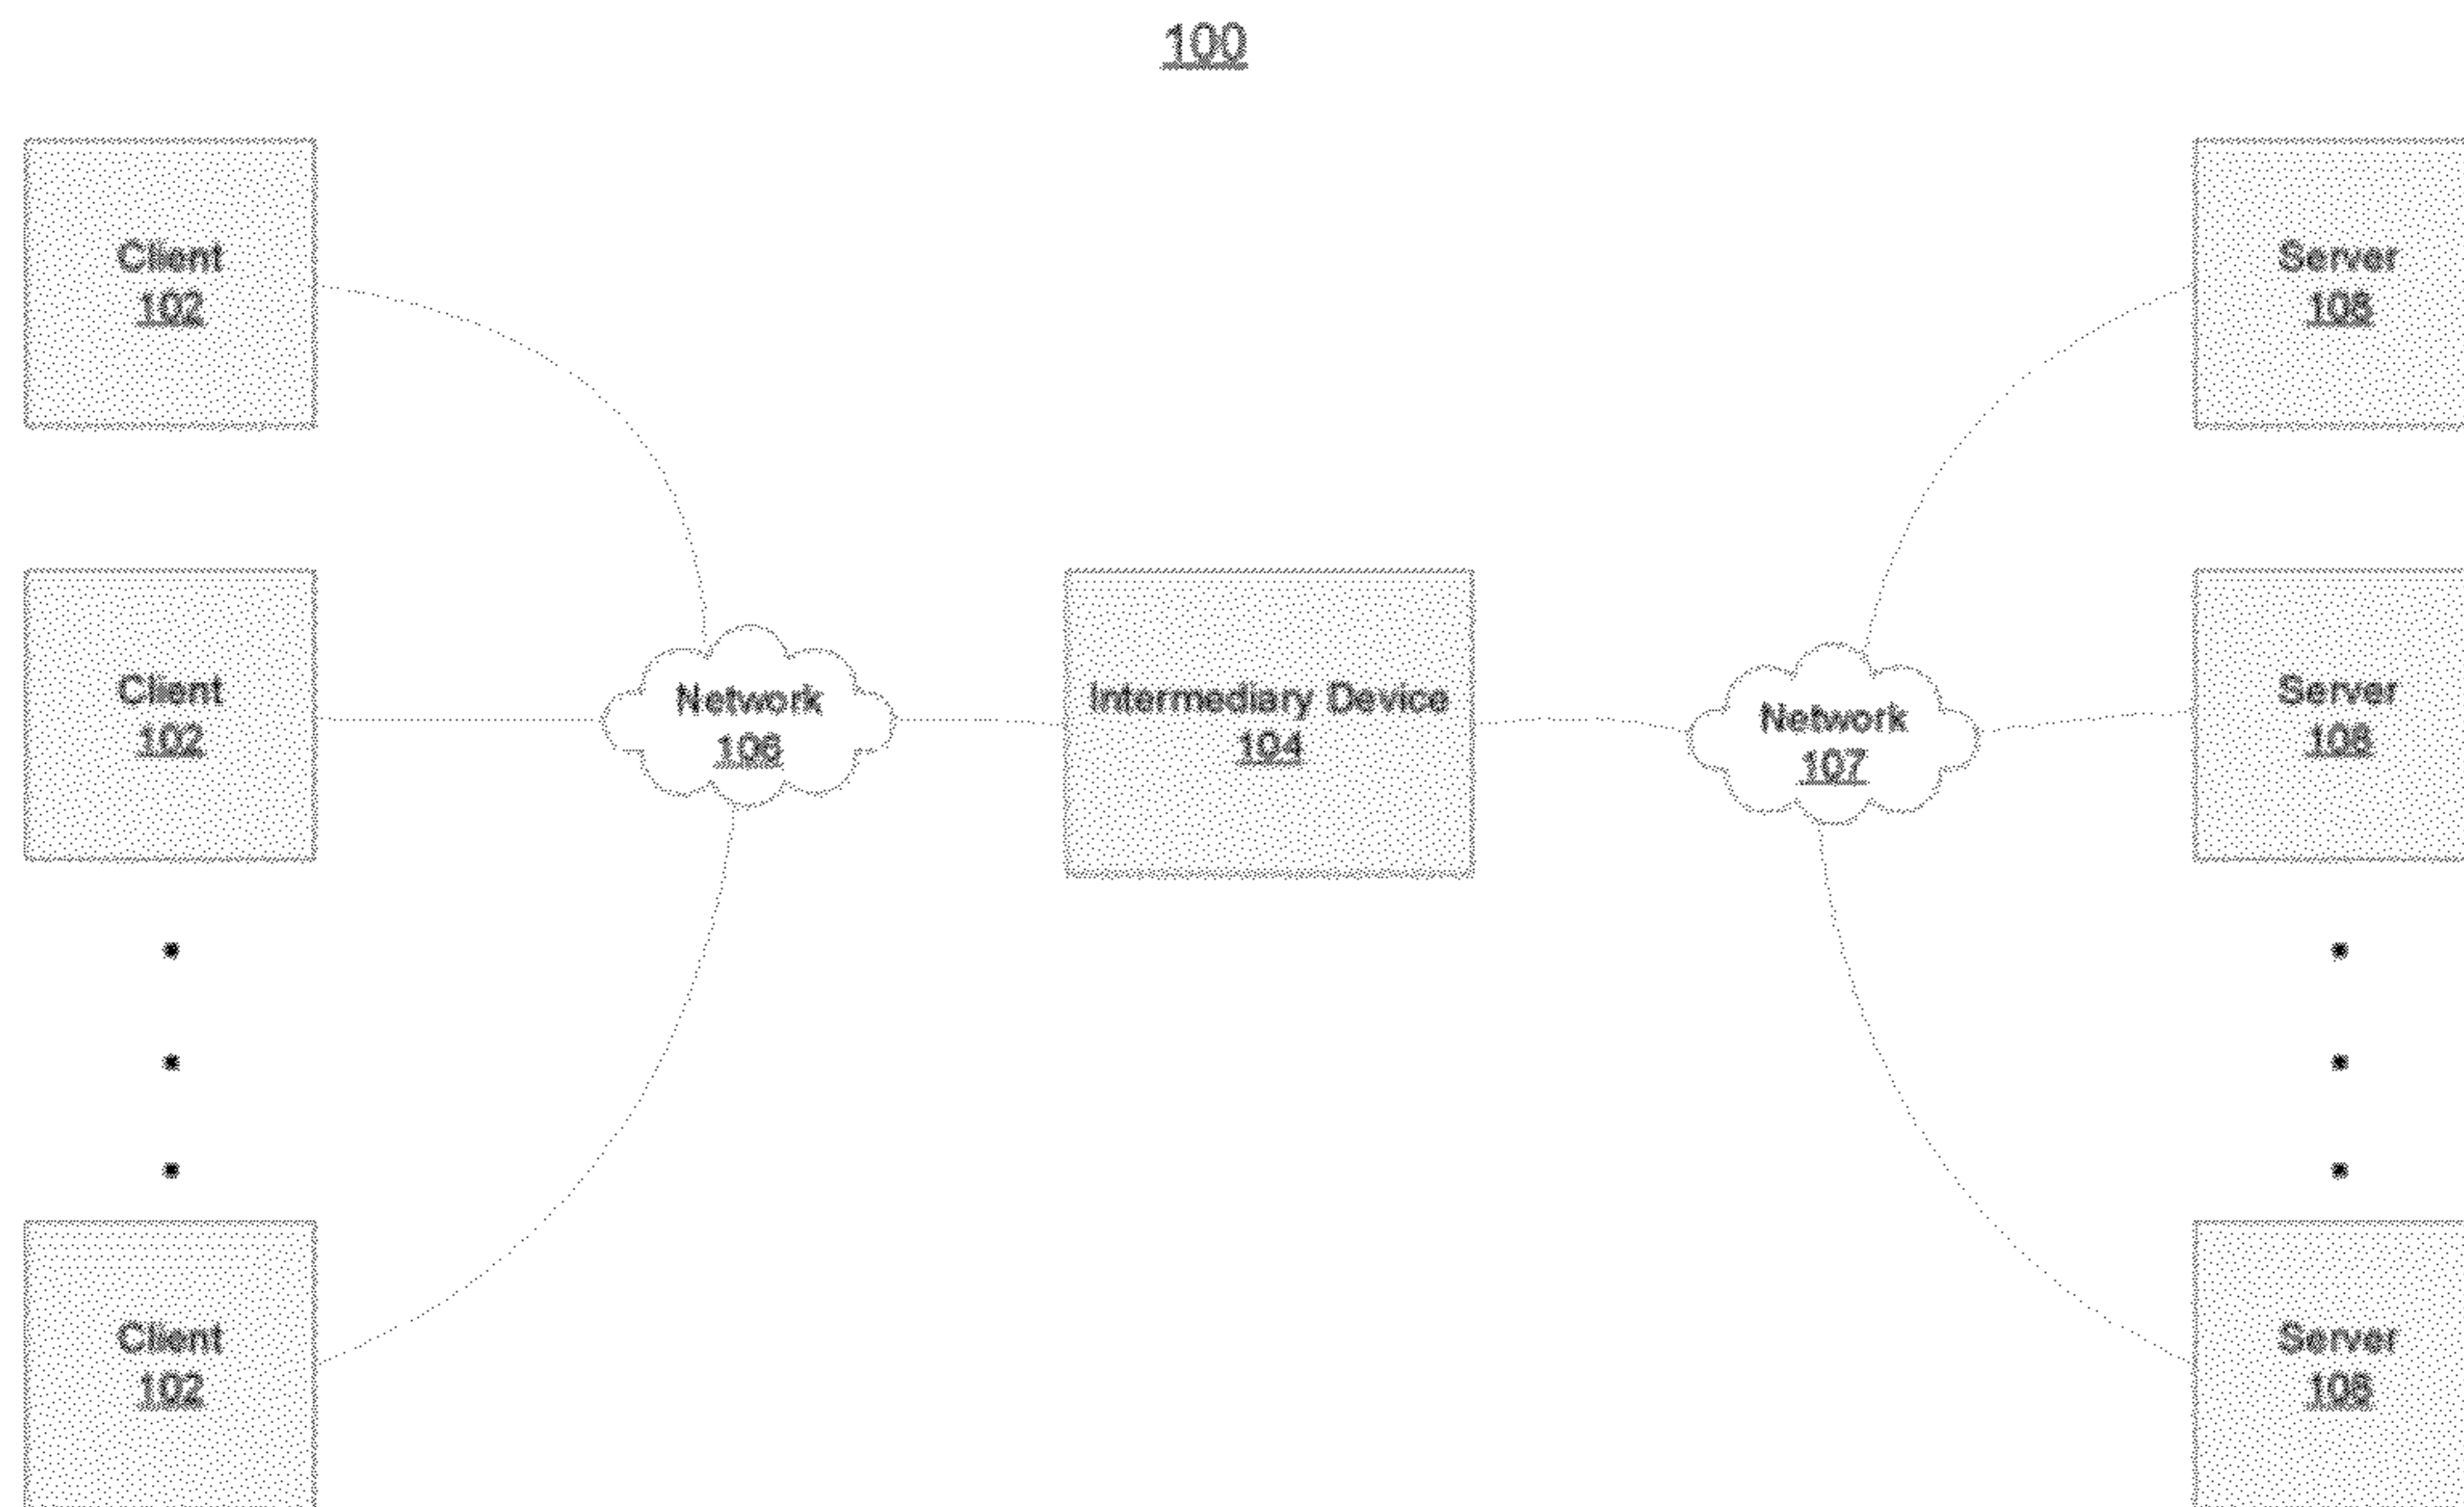 100
Client
102
Server
108
Client
102
Network
106
Intermediary Device
104
Network
107
Server
108
Client
102
Server
108